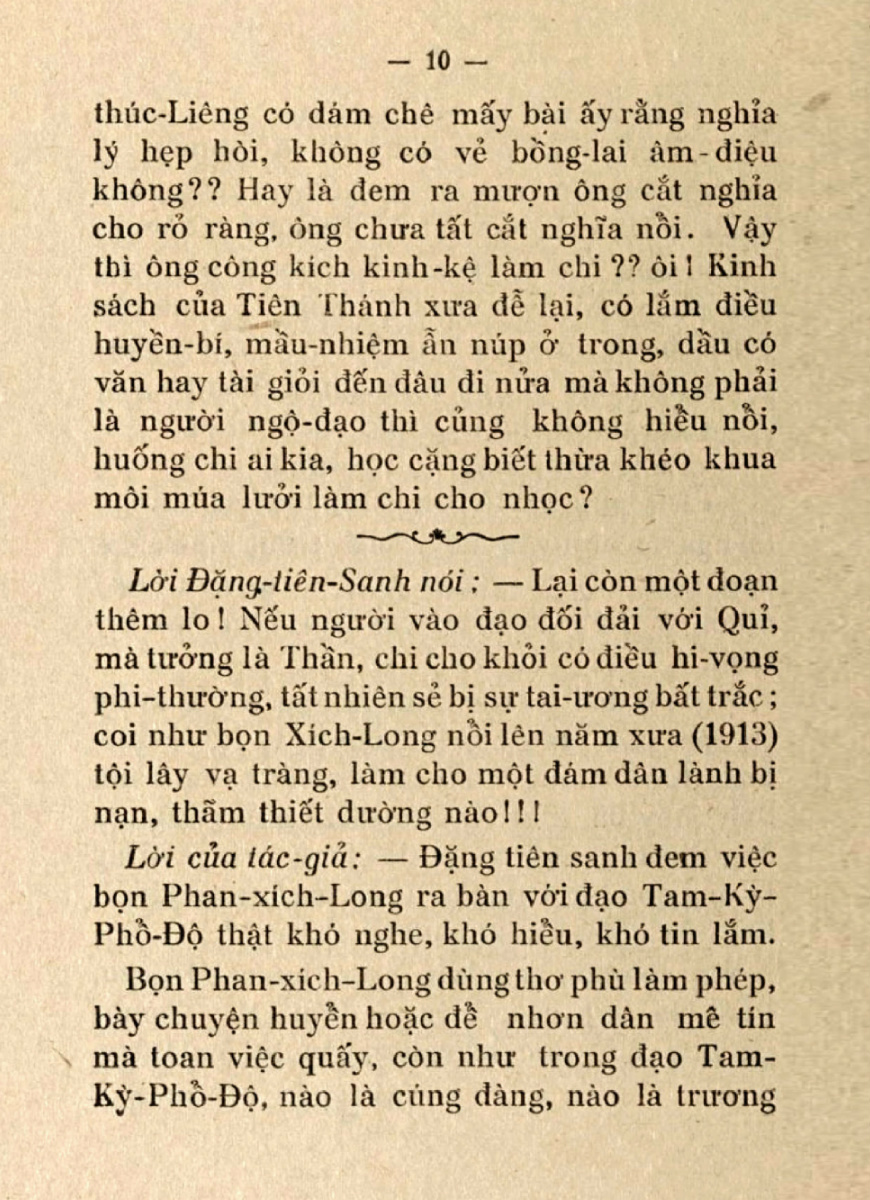 — 10 —
thúc-Liêng có dám chê mấy bài ấy rằng nghỉa
lý hẹp hòi, không có vẻ bồng-lai âm-điệu
không?? Hay là đem ra mượn ông cắt nghỉa
cho rỏ ràng, ông chưa tất cắt nghĩa nồi. Vậy
thì ông công kích kinh-kệ làm chi ?? ôi! Kinh
sách của Tiên Thánh xưa để lại, có lắm điều
huyền-bí, mầu-nhiệm ẩn núp ở trong, dầu có
văn hay tài giỏi đến đâu đi nửa mà không phải
là người ngộ-đạo thì củng không hiểu nổi,
huống chi ai kia, học cặng biết thừa khéo khua
môi múa lưởi làm chi cho nhọc?
Lời Đặng-tiên-Sanh nói : — Lại còn một đoạn
thêm lo! Nếu người vào đạo đối đải với Quỉ,
mà tưởng là Thần, chi cho khỏi có điều hi-vọng
phi-thường, tất nhiên sẻ bị sự tai-ương bất trắc ;
coi như bọn Xích-Long nồi lên năm xưa (1913)
tội lây vạ tràng, làm cho một đám dân lành bị
nạn, thãm thiết dường nào!!!
Lời của tác-giả: — Đặng tiên sanh đem việc
bọn Phan-xích-Long ra bàn với đạo Tam-Kỳ-
Phồ-Độ thật khó nghe, khó hiều, khó tin lắm.
Bọn Phan-xích-Long dùng thơ phù làm phép,
bày chuyện huyễn hoặc đề nhơn dân mê tín
mà toan việc quấy, còn như trong đạo Tam-
Kỳ-Phồ-Độ, nào là cúng đàng, nào là trương